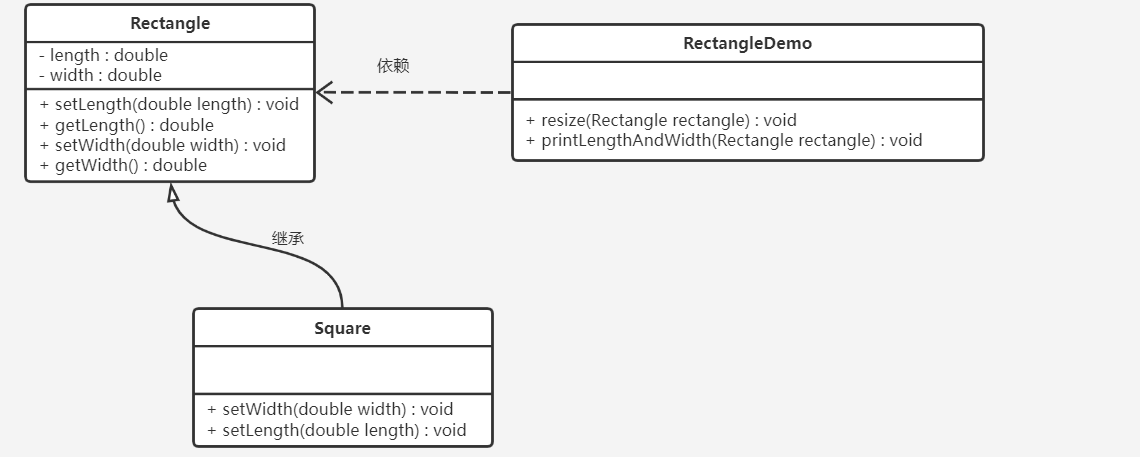 Rectangle
- length : double
- width : double
+ setLength(double length) : void
+ getLength() : double
+ setWidth(double width) : void
+ getWidth() : double
依赖
RectangleDemo
+ resize(Rectangle rectangle) : void
+ printLengthAndWidth(Rectangle rectangle) : void
继承
Square
+ setWidth(double width) : void
+ setLength(double length) : void